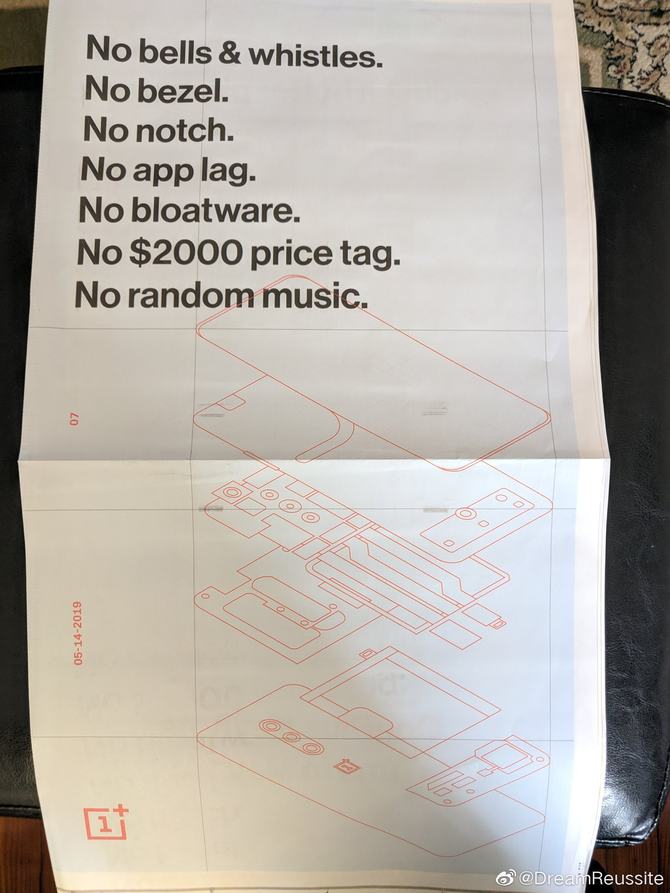 No bells & whistles.
No bezel.
No notch.
No app lag.
No bloatware.
No $2000 price tag.
No random music.
07
05-14-2019
1+
@DreamReussite